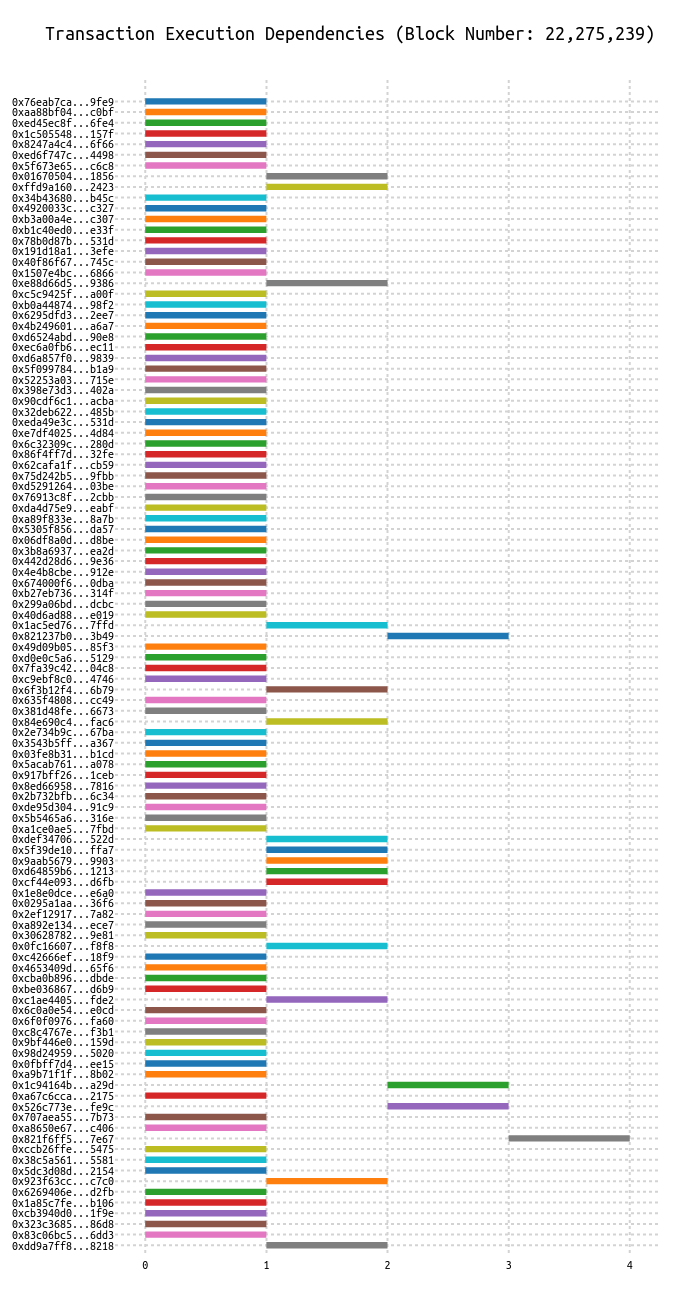 Transaction Execution Dependencies (Block Number: 22,275,239)
0x76eab7ca...9fe9
0xaa88bf04...c0bf
0xed45ec8f...6fe4
0x1c505548...157f
0x8247a4c4...6f66
0xed6f747c...4498
0x5f673e65...c6c8
0x01670504...1856
0xffd9a160...2423
0x34b43680...b45c
0x4920033c...c327
0xb3a00a4e...c307
0xb1c40ed0...e33f
0x78b0d87b...531d
0x191d18a1...3efe
0x40f86f67...745c
0x1507e4bc...6866
0xe88d66d5...9386
0xc5c9425f...a00f
0xb0a44874...98f2
0x6295dfd3...2ee7
0x4b249601...a6a7
0xd6524abd...90e8
0xec6a0fb6...ec11
0xd6a857f0...9839
0x5f099784...b1a9
0x52253a03...715e
0x398e73d3...402a
0x90cdf6c1...acba
0x32deb622...485b
0xeda49e3c...531d
0xe7df4025...4d84
0x6c32309c...280d
0x86f4ff7d...32fe
0x62cafa1f...cb59
0x75d242b5...9fbb
0xd5291264...03be
0x76913c8f...2cbb
0xda4d75e9...eabf
0xa89f833e...8a7b
0x5305f856...da57
0x06df8a0d...d8be
0x3b8a6937...ea2d
0x442d28d6...9e36
0x4e4b8cbe...912e
0x674000f6...0dba
0xb27eb736...314f
0x299a06bd...dcbc
0x40d6ad88...e019
0x1ac5ed76...7ffd
0x821237b0...3b49
0x49d09b05...85f3
0xd0e0c5a6...5129
0x7fa39c42...04c8
0xc9ebf8c0...4746
0x6f3b12f4...6b79
0x635f4808...cc49
0x381d48fe...6673
0x84e690c4...fac6
0x2e734b9c...67ba
0x3543b5ff...a367
0x03fe8b31...b1cd
0x5acab761...a078
0x917bff26...1ceb
0x8ed66958...7816
0x2b732bfb...6c34
0xde95d304...91c9
0x5b5465a6...316e
0xa1ce0ae5...7fbd
0xdef34706...522d
0x5f39de10...ffa7
0x9aab5679...9903
0xd64859b6...1213
0xcf44e093...d6fb
0x1e8e0dce...e6a0
0x0295a1aa...36f6
0x2ef12917...7a82
0xa892e134...ece7
0x30628782...9e81
0x0fc16607...f8f8
0xc42666ef...18f9
0x4653409d...65f6
0xcba0b896...dbde
0xbe036867...d6b9
0xc1ae4405...fde2
0x6c0a0e54...e0cd
0x6f0f0976...fa60
0xc8c4767e...f3b1
0x9bf446e0...159d
0x98d24959...5020
0x0fbff7d4...ee15
0xa9b71f1f...8b02
0x1c94164b...a29d
0xa67c6cca...2175
0x526c773e...fe9c
0x707aea55...7b73
0xa8650e67...c406
0x821f6ff5...7e67
0xccb26ffe...5475
0x38c5a561...5581
0x5dc3d08d...2154
0x923f63cc...c7c0
0x6269406e...d2fb
0x1a85c7fe...b106
0xcb3940d0...1f9e
0x323c3685...86d8
0x83c06bc5...6dd3
0xdd9a7ff8...8218
0 1 2 3 4